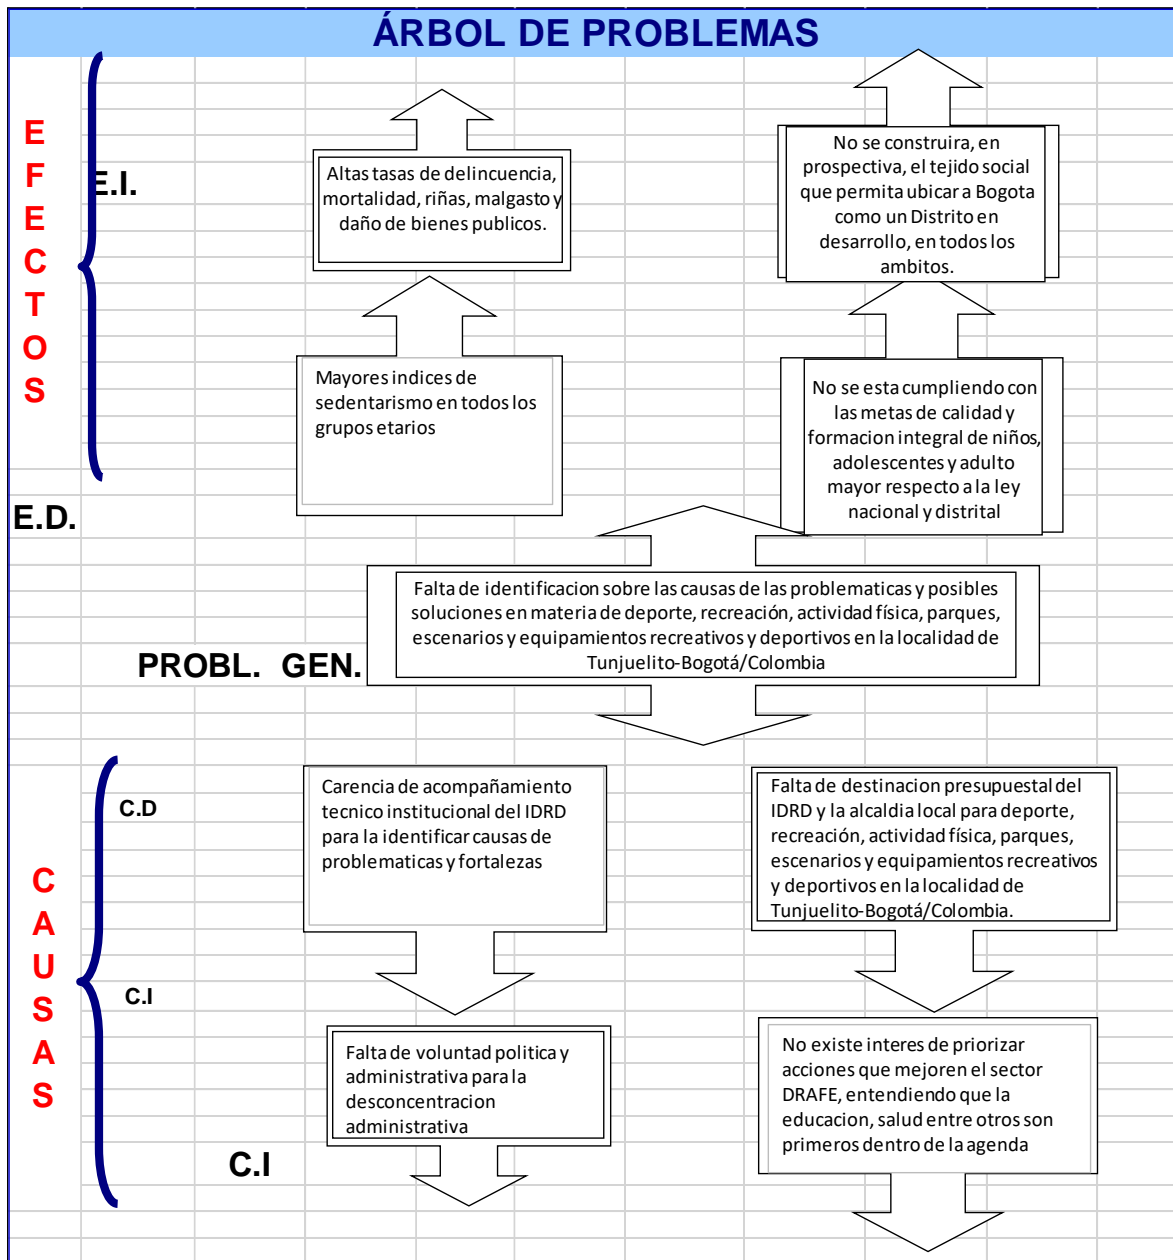 ÁRBOL DE PROBLEMAS
EFECTOS
E.I.
Altas tasas de delincuencia,
mortalidad, riñas, malgasto y
daño de bienes publicos.
No se construira, en
prospectiva, el tejido social
que permita ubicar a Bogota
como un Distrito en
desarrollo, en todos los
ambitos.
Mayores indices de
sedentarismo en todos los
grupos etarios
No se esta cumpliendo con
las metas de calidad y
formacion integral de niños,
adolescentes y adulto
mayor respecto a la ley
nacional y distrital
E.D.
Falta de identificacion sobre las causas de las problematicas y posibles
soluciones en materia de deporte, recreación, actividad física, parques,
escenarios y equipamientos recreativos y deportivos en la localidad de
Tunjuelito-Bogotá/Colombia
PROBL. GEN.
CAUSAS
C.D
Carencia de acompañamiento
tecnico institucional del IDRD
para la identificar causas de
problematicas y fortalezas
Falta de destinacion presupuestal del
IDRD y la alcaldia local para deporte,
recreación, actividad física, parques,
escenarios y equipamientos recreativos
y deportivos en la localidad de
Tunjuelito-Bogotá/Colombia.
C.I
Falta de voluntad politica y
administrativa para la
desconcentracion
administrativa
No existe interes de priorizar
acciones que mejoren el sector
DRAFE, entendiendo que la
educacion, salud entre otros son
primeros dentro de la agenda
C.I